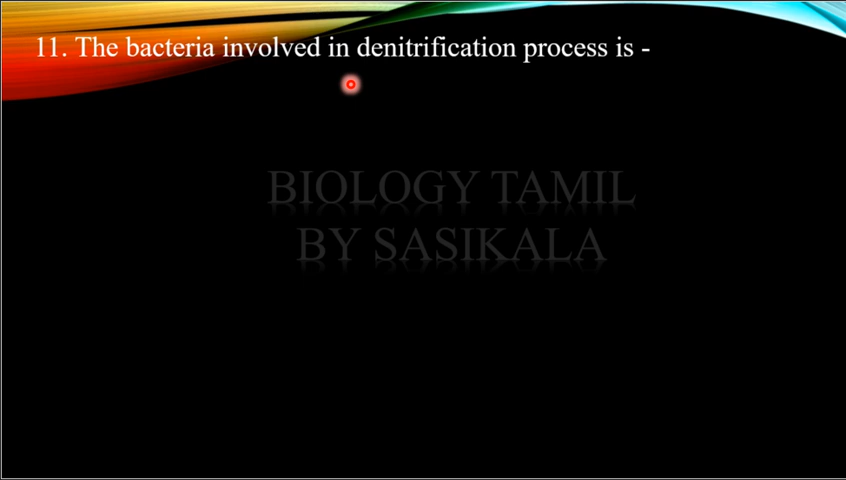 11. The bacteria involved in denitrification process is -
BIOLOGY TAMIL
BY SASIKALA